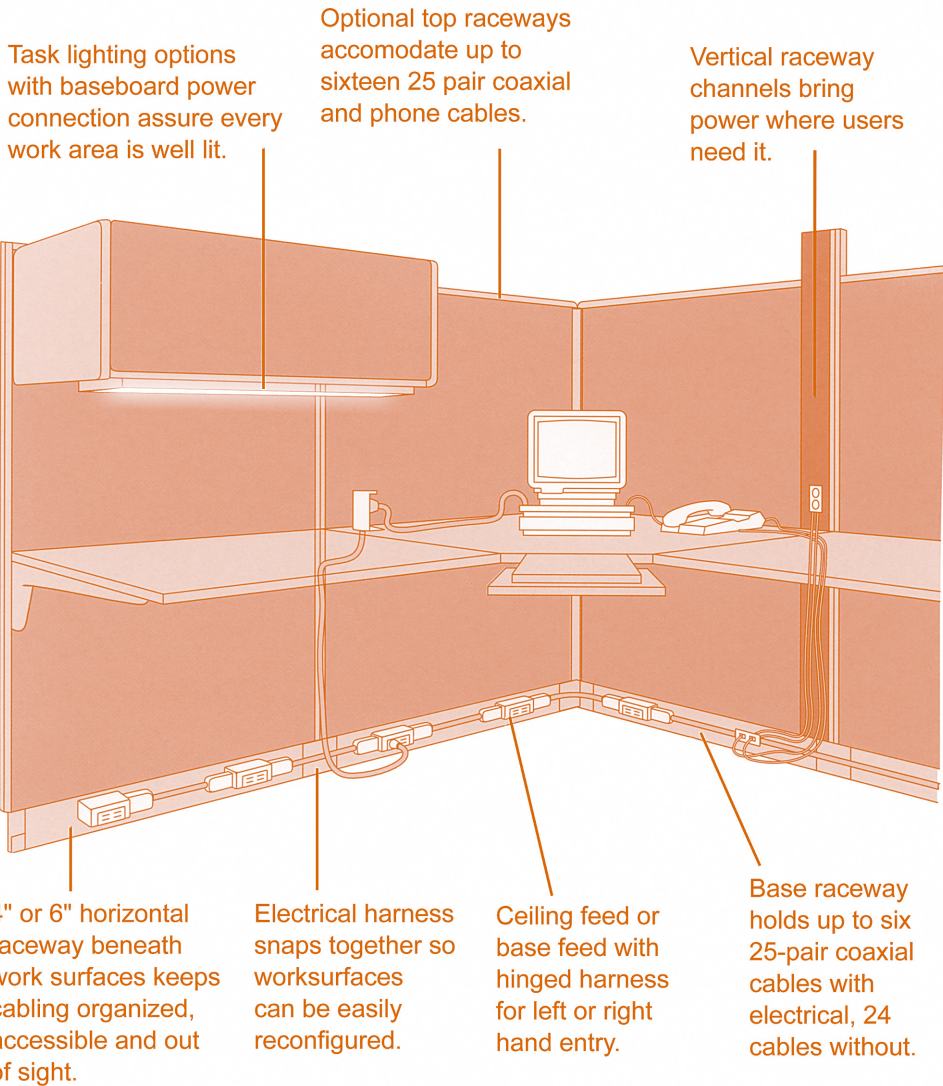 Task lighting options
with baseboard power
connection assure every
work area is well lit.
Optional top raceways
accomodate up to
sixteen 25 pair coaxial
and phone cables.
Vertical raceway
channels bring
power where users
need it.
4" or 6" horizontal
raceway beneath
work surfaces keeps
cabling organized,
accessible and out
of sight.
Electrical harness
snaps together so
worksurfaces
can be easily
reconfigured.
Ceiling feed or
base feed with
hinged harness
for left or right
hand entry.
Base raceway
holds up to six
25-pair coaxial
cables with
electrical, 24
cables without.